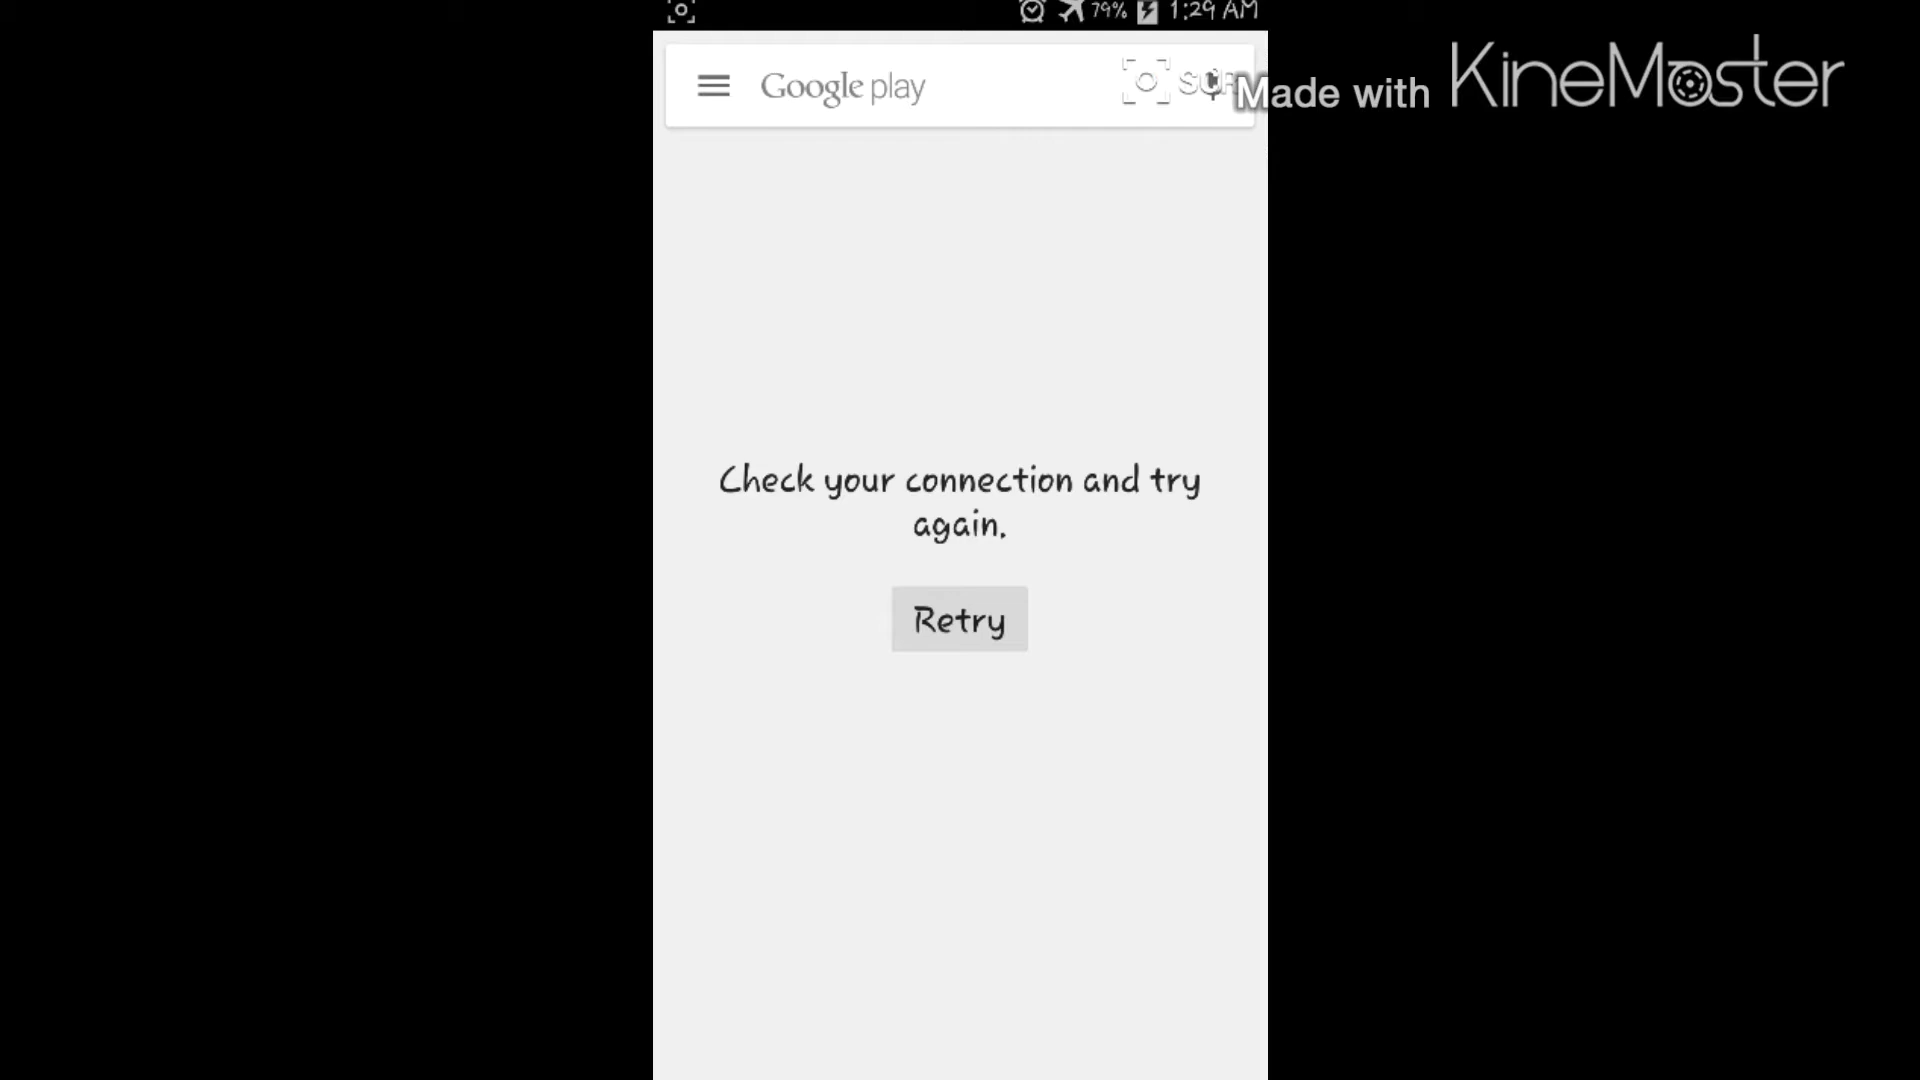 79% 1:29 AM
Google play
Made with KineMaster
Check your connection and try
again.
Retry